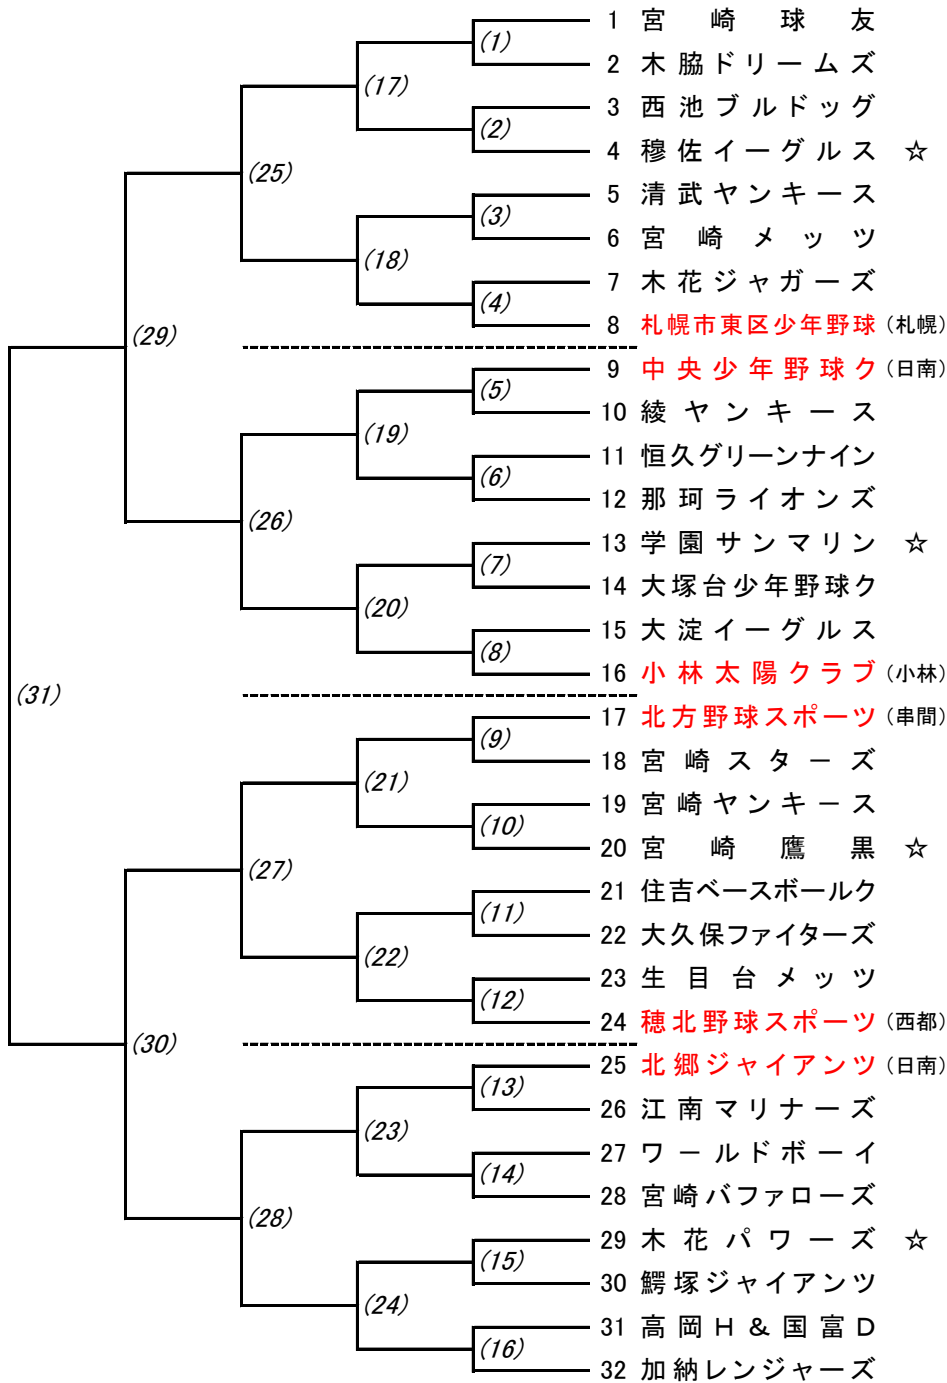 1 宮崎球友
(1)
2 木脇ドリームズ
(17)
3 西池ブルドッグ
(2)
4 穆佐イーグルス ☆
(25)
5 清武ヤンキース
(3)
6 宮崎メッツ
(18)
7 木花ジャガーズ
(4)
8 札幌市東区少年野球 (札幌)
(29)
9 中央少年野球ク (日南)
(5)
10 綾ヤンキース
(19)
11 恒久グリーンナイン
(6)
12 那珂ライオンズ
(26)
13 学園サンマリン ☆
(7)
14 大塚台少年野球ク
(20)
15 大淀イーグルス
(8)
16 小林太陽クラブ (小林)
(31)
17 北方野球スポーツ (串間)
(9)
18 宮崎スターズ
(21)
19 宮崎ヤンキース
(10)
20 宮崎鷹黒 ☆
(27)
21 住吉ベースボールク
(11)
22 大久保ファイターズ
(22)
23 生目台メッツ
(12)
24 穂北野球スポーツ (西都)
(30)
25 北郷ジャイアンツ (日南)
(13)
26 江南マリナーズ
(23)
27 ワールドボーイ
(14)
28 宮崎バファローズ
(28)
29 木花パワーズ ☆
(15)
30 鰐塚ジャイアンツ
(24)
31 高岡H&国富D
(16)
32 加納レンジャーズ